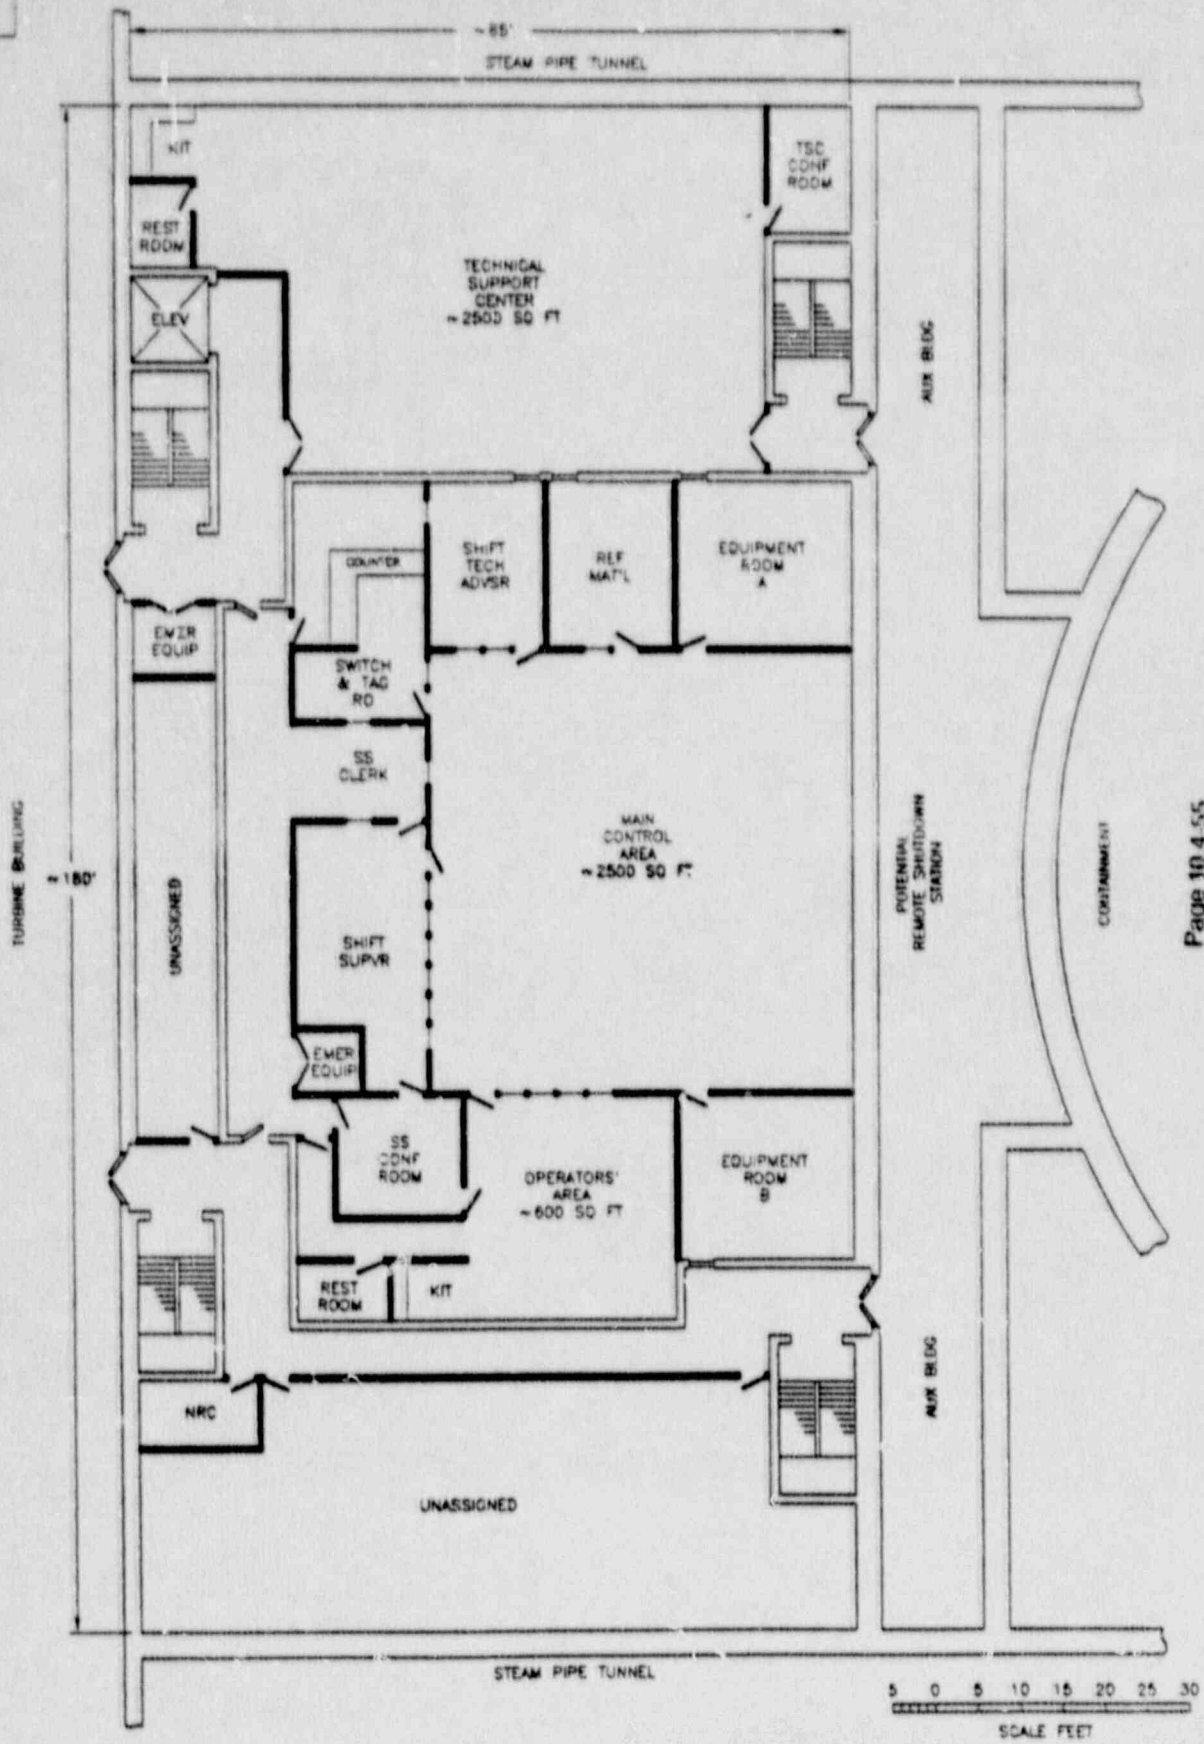 ~85'
STEAM PIPE TUNNEL
KIT
TSC
CONF
ROOM
REST
ROOM
TECHNICAL
SUPPORT
CENTER
~2500 SQ FT
ELEV
AUX BLDG
COUNTER
SHIFT
TECH
ADVSR
REF
MAT'L
EQUIPMENT
ROOM
A
EMER
EQUIP
SWITCH
& TAG
RO
SS
CLERK
MAIN
CONTROL
AREA
~2500 SQ FT
TURBINE BUILDING
~180'
UNASSIGNED
SHIFT
SUPVR
POTENTIAL
REMOTE SHUTDOWN
STATION
CONTAINMENT
Page 10.4-55
EMER
EQUIP
SS
CONF
ROOM
OPERATORS'
AREA
~600 SQ FT
EQUIPMENT
ROOM
B
REST
ROOM
KIT
AUX BLDG
NRC
UNASSIGNED
STEAM PIPE TUNNEL
5 0 5 10 15 20 25 30
SCALE FEET